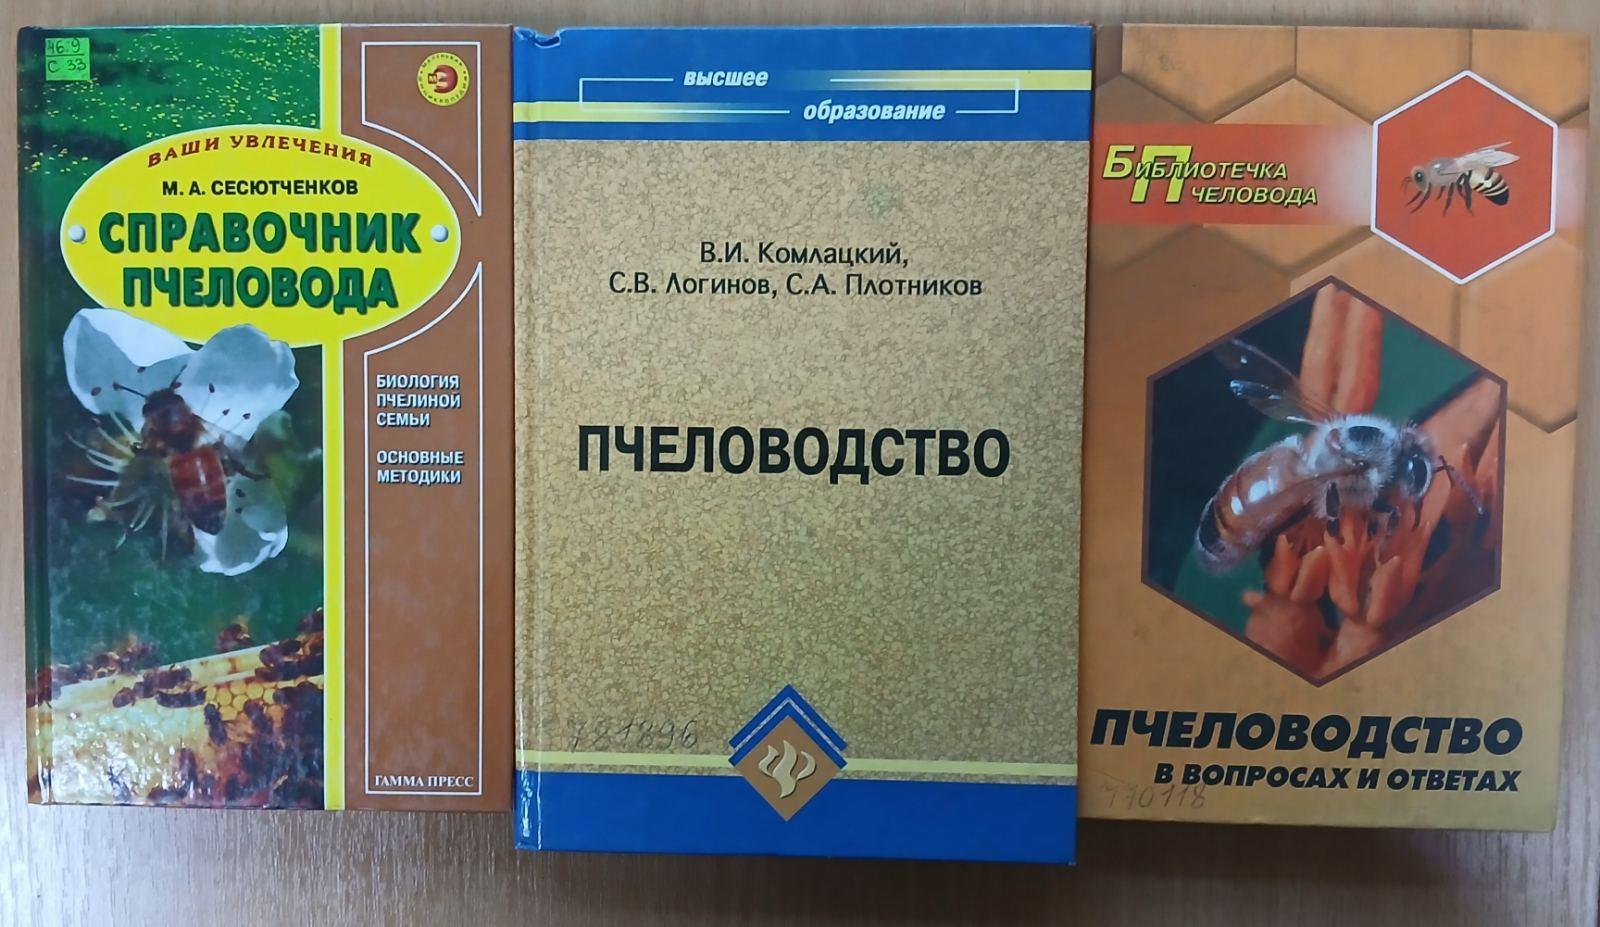 46.9
С 33
ВАШИ УВЛЕЧЕНИЯ
М. А. СЕСЮТЧЕНКОВ
СПРАВОЧНИК
ПЧЕЛОВОДА
БИОЛОГИЯ
ПЧЕЛИНОЙ
СЕМЬИ
ОСНОВНЫЕ
МЕТОДИКИ
ГАММА ПРЕСС
высшее
образование
В.И. Комлацкий,
С.В. Логинов, С.А. Плотников
ПЧЕЛОВОДСТВО
781896
БИБЛИОТЕЧКА
ПЧЕЛОВОДА
ПЧЕЛОВОДСТВО
В ВОПРОСАХ И ОТВЕТАХ
770118